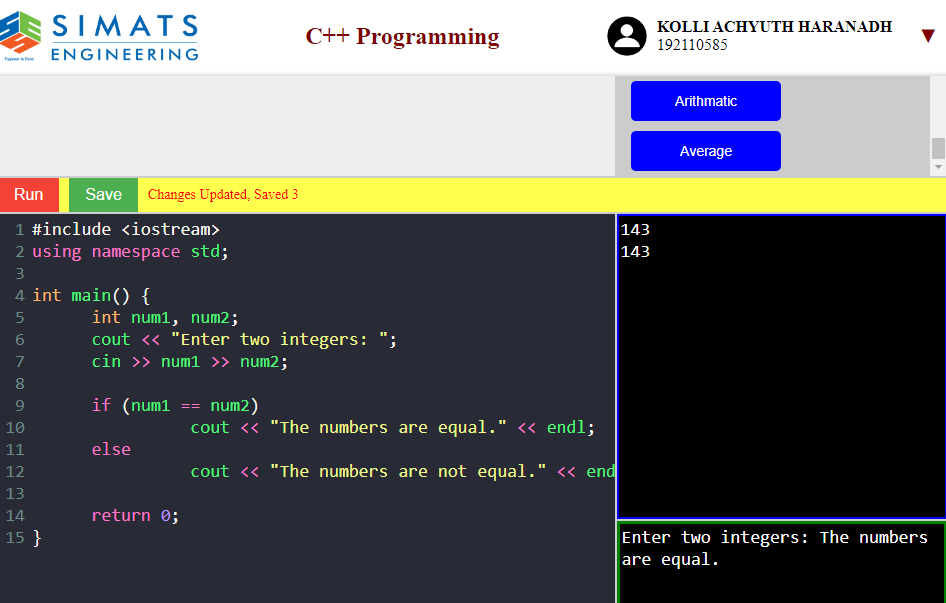 SIMATS
ENGINEERING
Engineer to Excel
C++ Programming
KOLLI ACHYUTH HARANADH
192110585
▼
Arithmatic
Average
Run
Save
Changes Updated, Saved 3
1 #include <iostream>
2 using namespace std;
3
4 int main() {
5 int num1, num2;
6 cout << "Enter two integers: ";
7 cin >> num1 >> num2;
8
9 if (num1 == num2)
10 cout << "The numbers are equal." << endl;
11 else
12 cout << "The numbers are not equal." << end
13
14 return 0;
15 }
143
143
Enter two integers: The numbers
are equal.